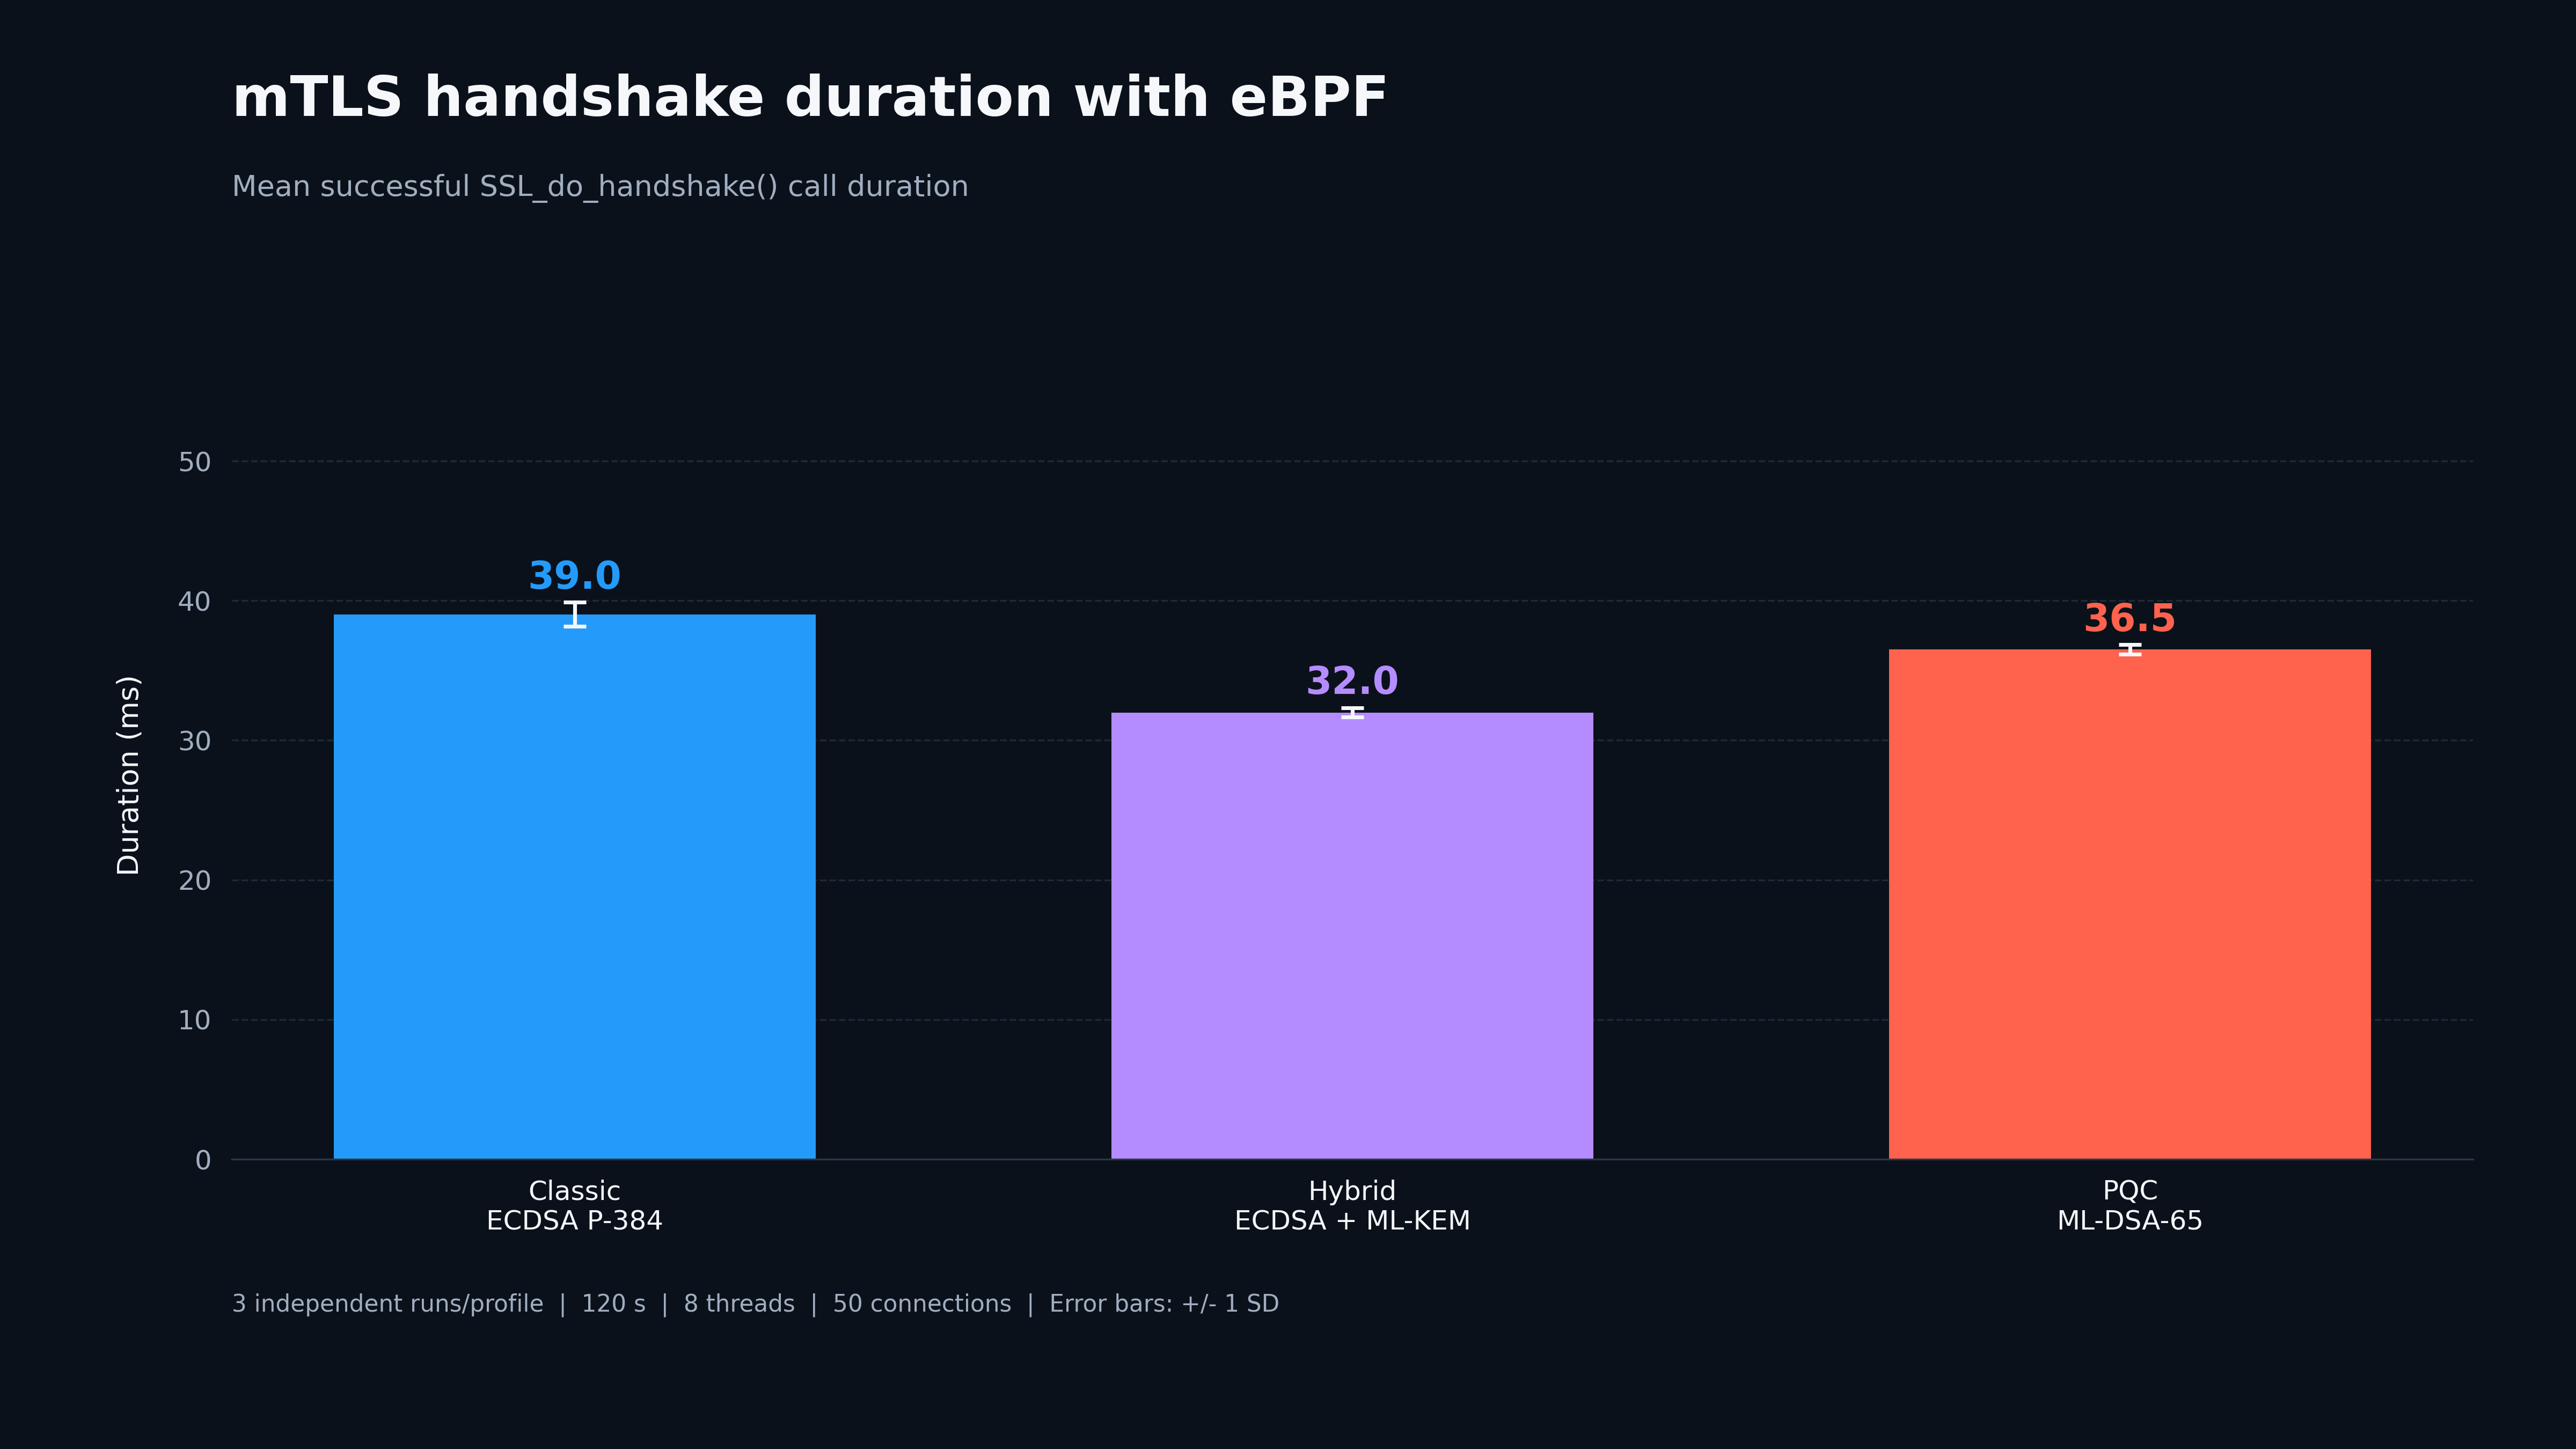 mTLS handshake duration with eBPF
Mean successful SSL_do_handshake() call duration
Duration (ms)
50
40
30
20
10
0
39.0
32.0
36.5
Classic
ECDSA P-384
Hybrid
ECDSA + ML-KEM
PQC
ML-DSA-65
3 independent runs/profile | 120 s | 8 threads | 50 connections | Error bars: +/- 1 SD